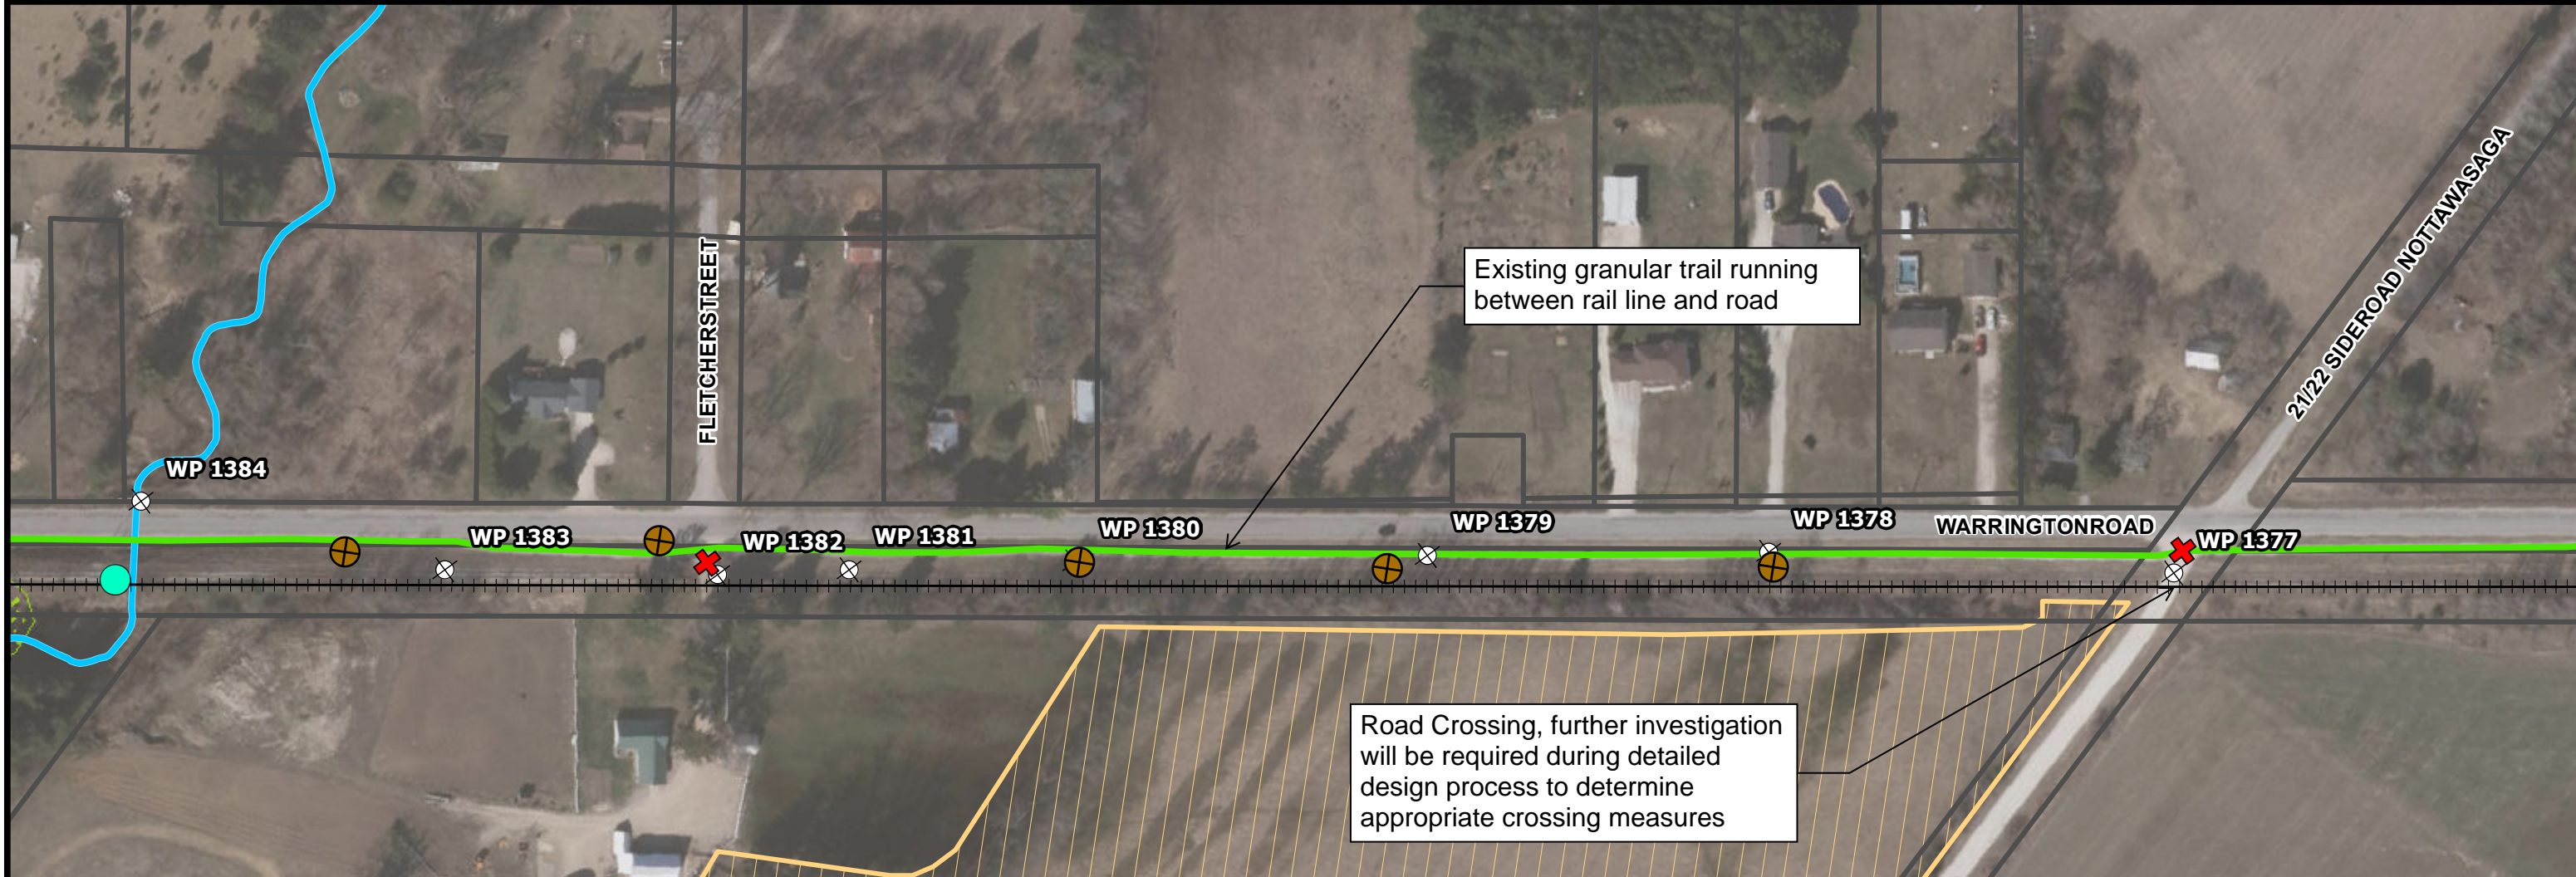 21/22 SIDEROAD NOTTAWASAGA
FLETCHERSTREET
Existing granular trail running
between rail line and road
WP 1384
WP 1383
WP 1382
WP 1381
WP 1380
WP 1379
WP 1378
WARRINGTONROAD
WP 1377
Road Crossing, further investigation
will be required during detailed
design process to determine
appropriate crossing measures